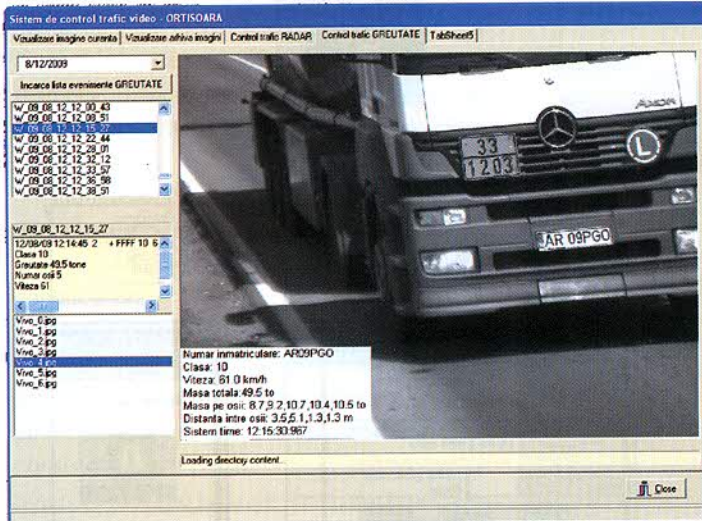 Sistem de control trafic video - ORTISOARA
Vizualizare imagine curenta Vizualizare arhiva imagini Control trafic RADAR Control trafic GREUTATE TabSheet5
8/12/2009
Incarca lista evenimente GREUTATE
W_09_08_12_12_00_43
W_09_08_12_12_09_51
W_09_08_12_12_15_27
W_09_08_12_12_22_44
W_09_08_12_12_28_01
W_09_08_12_12_32_12
W_09_08_12_12_33_57
W_09_08_12_12_36_58
W_09_08_12_12_38_51
W_09_08_12_12_15_27
12/08/09 12:14:45 2 + FFFF 10 6
Clasa 10
Greutate 49.5 tone
Numar osii 5
Viteza 61
Vivo_0.jpg
Vivo_1.jpg
Vivo_2.jpg
Vivo_3.jpg
Vivo_4.jpg
Vivo_5.jpg
Vivo_6.jpg
AXOR
33
1203
L
AR 09PGO
Numar inmatriculare: AR09PGO
Clasa: 10
Viteza: 61.0 km/h
Masa totala:49.5 to
Masa pe osii: 8.7,9.2,10.7,10.4,10.5 to
Distanta intre osii: 3.5,5.1,1.3,1.3 m
Sistem time: 12:15:30:967
Loading directory content...
Close